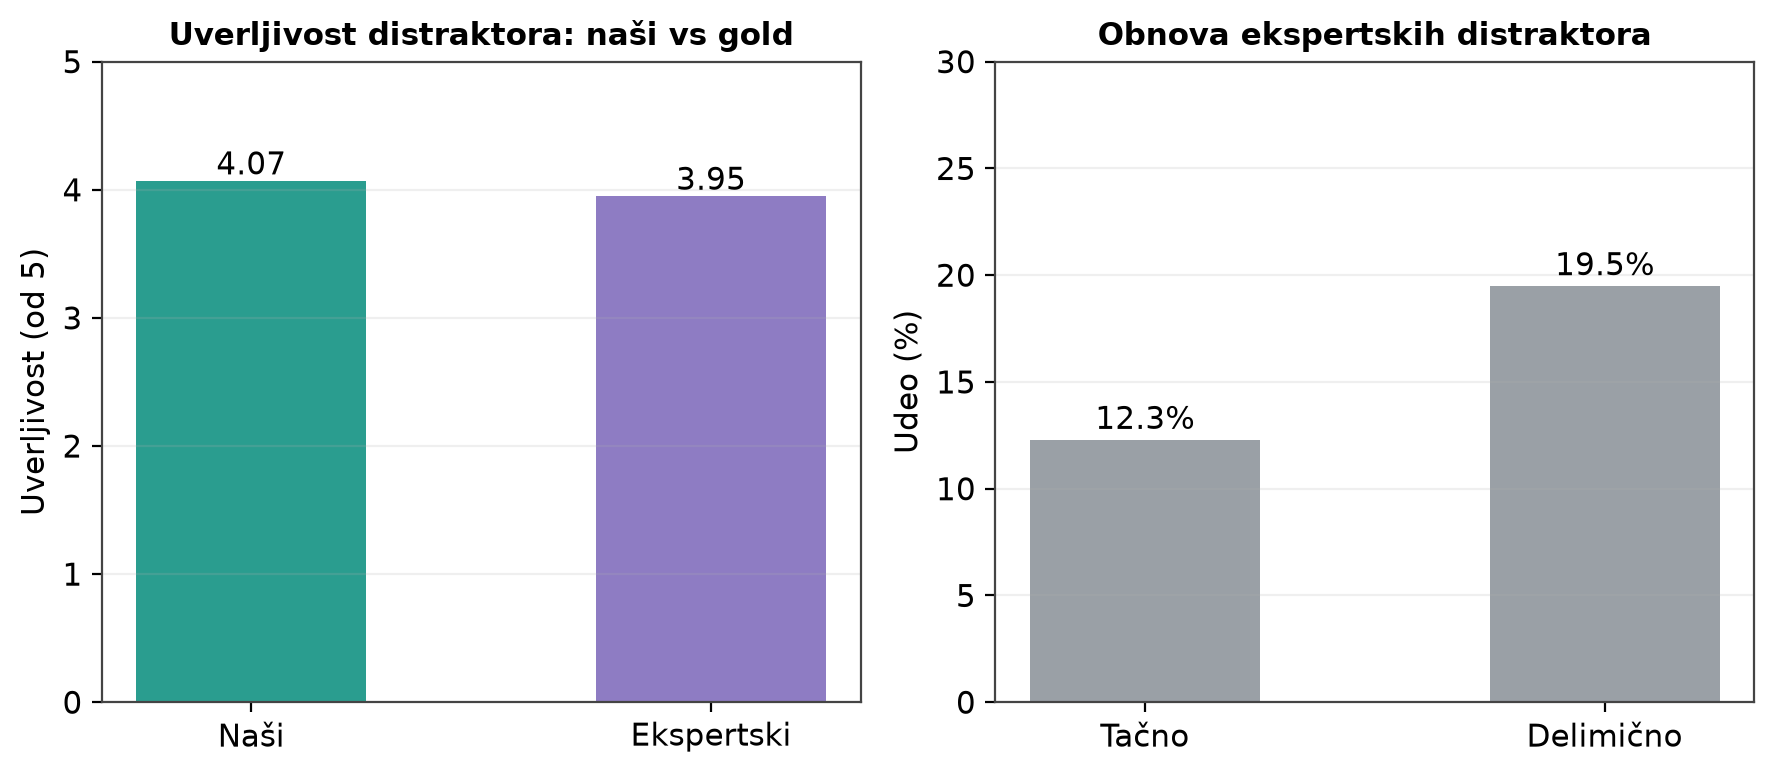 Uverljivost distraktora: naši vs gold
Uverljivost (od 5)
5
4
3
2
1
0
4.07
3.95
Naši
Ekspertski
Obnova ekspertskih distraktora
Udeo (%)
30
25
20
15
10
5
0
12.3%
19.5%
Tačno
Delimično